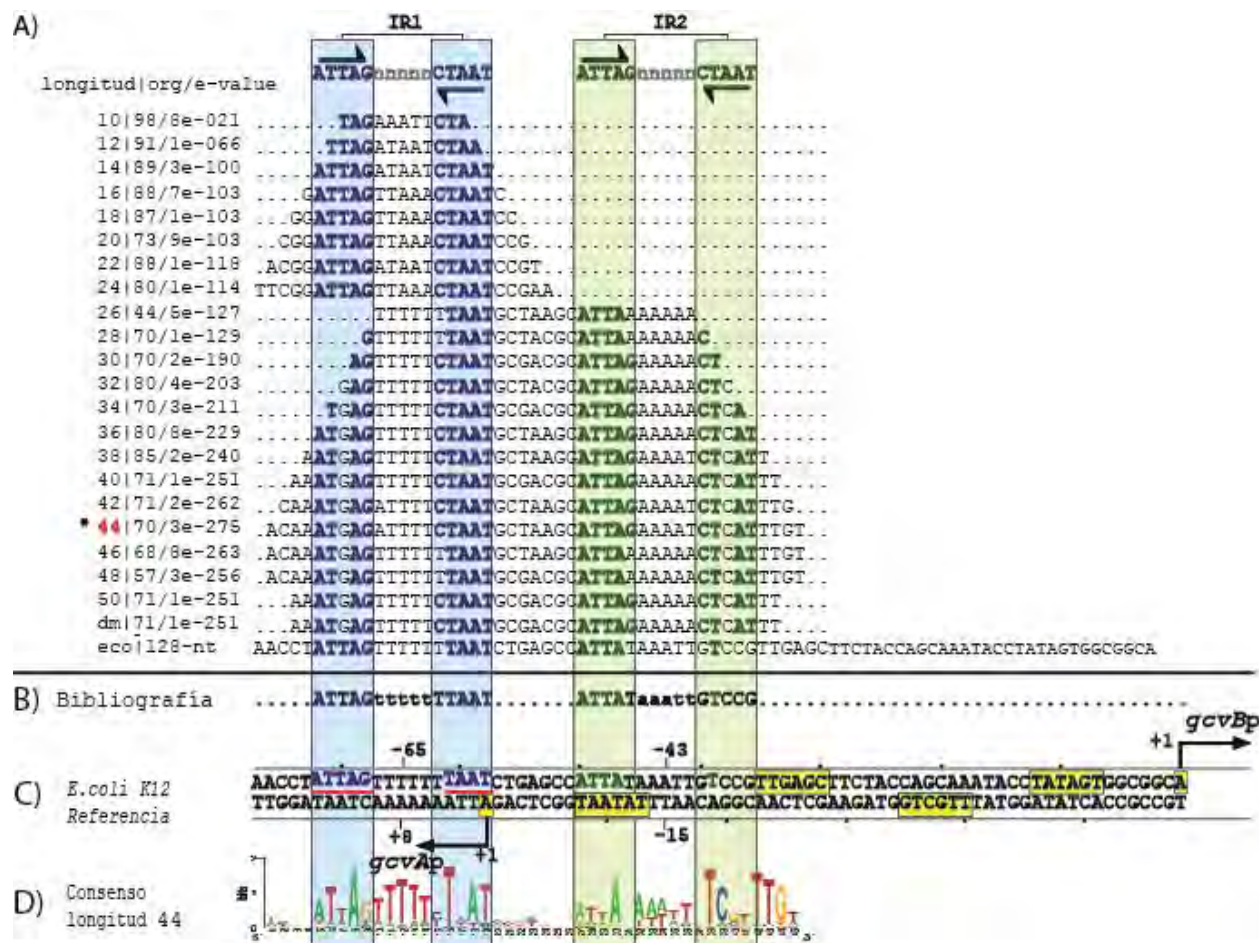 A)
IR1 IR2
longitud|org/e-value ATTAGnnnnnCTAAT ATTAGnnnnnCTAAT
10|98/8e-021 .......TAGAAATTCTA..............................
12|91/1e-066 ......TTAGATAATCTAA.............................
14|89/3e-100 .....ATTAGATAATCTAAT............................
16|88/7e-103 ....GATTAGTTAAACTAATC...........................
18|87/1e-103 ...GGATTAGTTAAACTAATCC..........................
20|73/9e-103 ..CGGATTAGTTAAACTAATCCG.........................
22|88/1e-118 .ACGGATTAGATAATCTAATCCGT........................
24|80/1e-114 TTCGGATTAGTTAAACTAATCCGAA.......................
26|44/5e-127 ..........TTTTTTTAATGCTAAGCATTAAAAAAA...........
28|70/1e-129 .........GTTTTTTTAATGCTACGCATTAAAAAAAC..........
30|70/2e-190 ........AGTTTTTCTAATGCGACGCATTAGAAAAACT.........
32|80/4e-203 .......GAGTTTTTCTAATGCTACGCATTAGAAAAACTC........
34|70/3e-211 ......TGAGTTTTTCTAATGCGACGCATTAGAAAAACTCA.......
36|80/8e-229 .....ATGAGTTTTTCTAATGCTAAGCATTAGAAAAACTCAT......
38|85/2e-240 ....AATGAGTTTTTCTAATGCTAAGGATTAGAAAAACTCATT.....
40|71/1e-251 ...AAATGAGTTTTTCTAATGCGACGCATTAGAAAAACTCATTT....
42|71/2e-262 ..CAAATGAGATTTTCTAATGCTAAGCATTAGAAAATCTCATTTG...
* 44|70/3e-275 .ACAAATGAGATTTTCTAATGCGACGCATTAGAAAATCTCATTTGT..
46|68/8e-263 .ACAAATGAGTTTTTTTAATGCTAAGCATTAAAAAAACTCATTTGT..
48|57/3e-256 .ACAAATGAGTTTTTTTAATGCGACGCATTAAAAAAACTCATTTGT..
50|71/1e-251 ...AAATGAGTTTTTCTAATGCGACGCATTAGAAAAACTCATTT....
dm|71/1e-251 ...AAATGAGTTTTTCTAATGCGACGCATTAGAAAAACTCATTT....
eco|128-nt AACCTATTAGTTTTTTTAATCTGAGCCATTATAAATTGTCCGTTGAGCTTCTACCAGCAAATACCTATAGTGGCGGCA
B) Bibliografía .....ATTAGtttttTTAAT.......ATTATaaattGTCCG....................................
gcvBp
-65 -43 +1
C) E.coli K12 AACCTATTAGTTTTTTTAATCTGAGCCATTATAAATTGTCCGTTGAGCTTCTACCAGCAAATACCTATAGTGGCGGCA
Referencia TTGGATAATCAAAAAAATTAGACTCGGTAATATTTAACAGGCAACTCGAAGATGGTCGTTTATGGATATCACCGCCGT
+8 +1 -15
gcvAp
D) Consenso
longitud 44